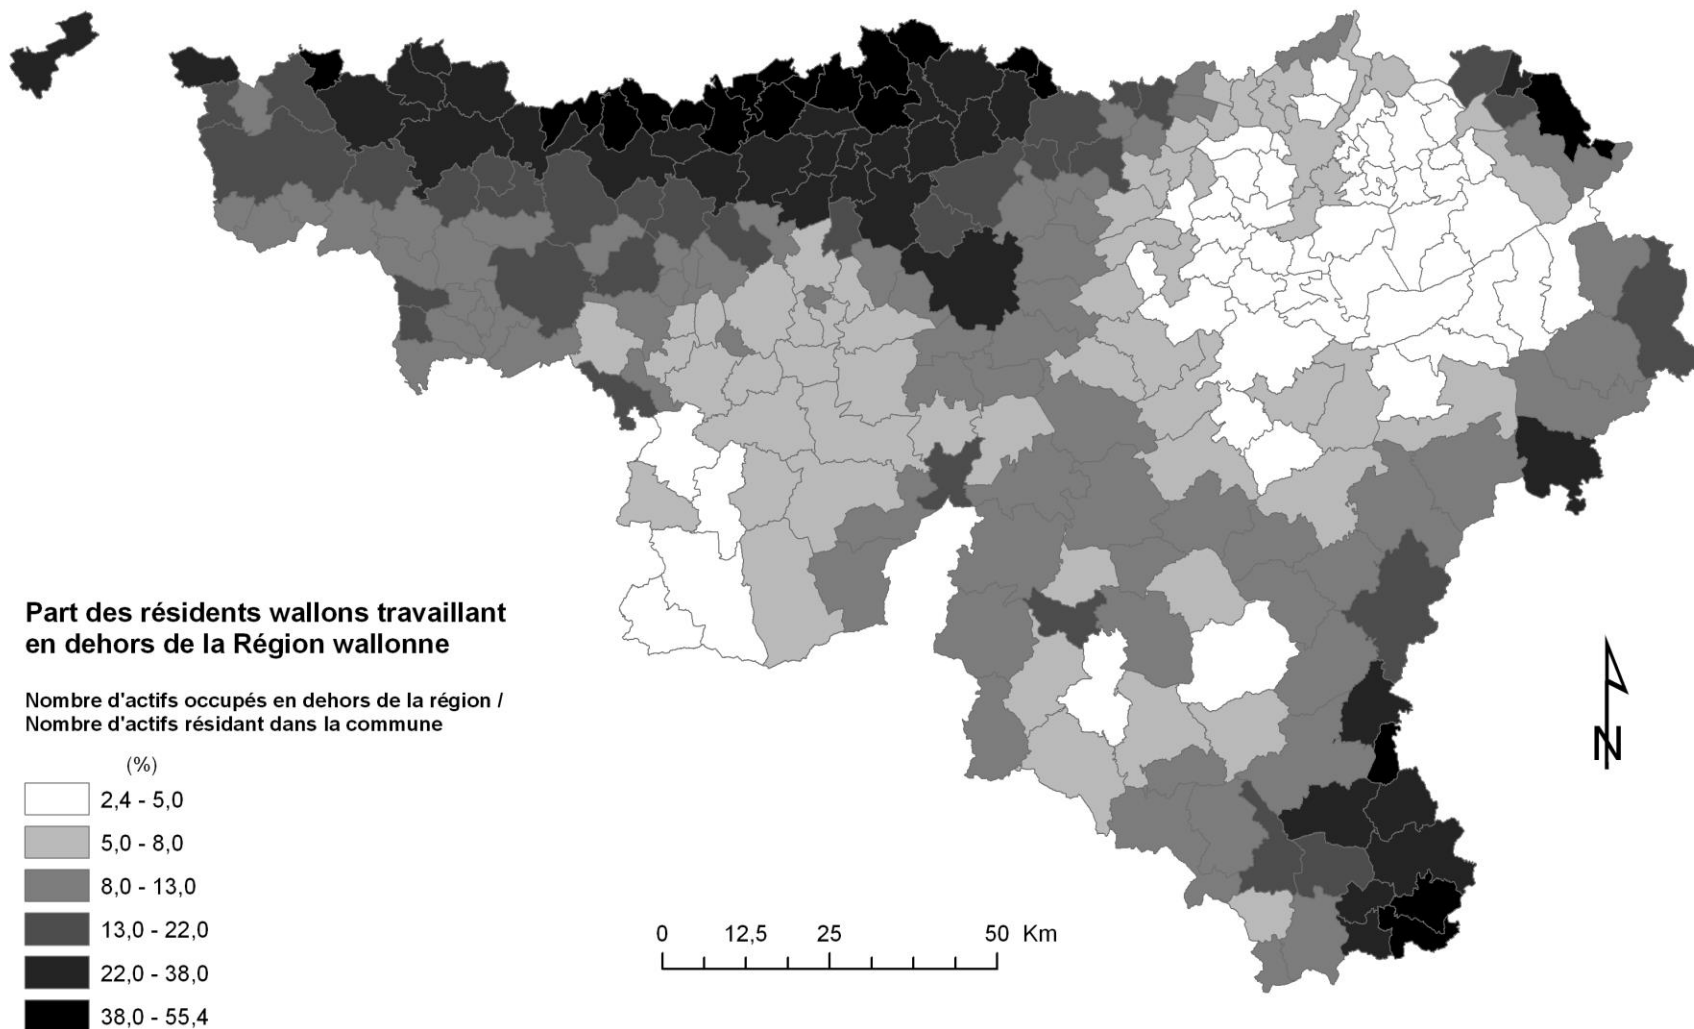 Part des résidents wallons travaillant
en dehors de la Région wallonne
Nombre d'actifs occupés en dehors de la région /
Nombre d'actifs résidant dans la commune
(%)
2,4 - 5,0
5,0 - 8,0
8,0 - 13,0
13,0 - 22,0
22,0 - 38,0
38,0 - 55,4
0 12,5 25 50 Km
N